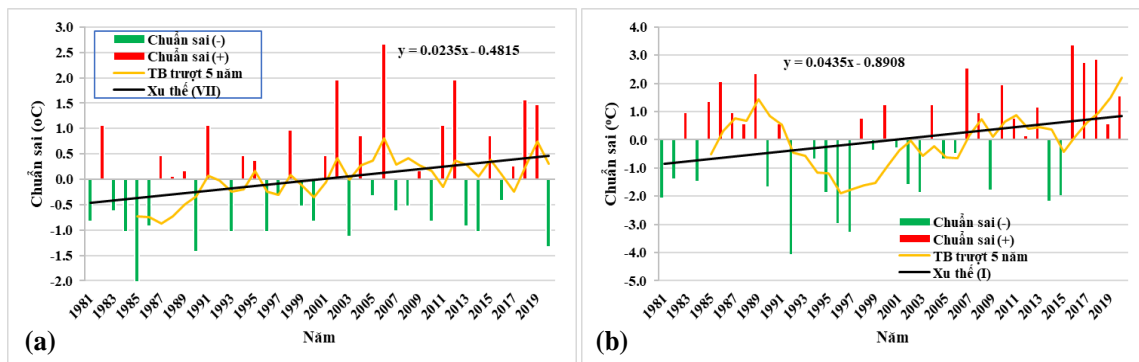 3.0
2.5
2.0
1.5
1.0
0.5
0.0
-0.5
-1.0
-1.5
-2.0
Chuẩn sai (oC)
Chuẩn sai (-)
Chuẩn sai (+)
TB trượt 5 năm
Xu thế (VII)
y = 0.0235x - 0.4815
1981 1983 1985 1987 1989 1991 1993 1995 1997 1999 2001 2003 2005 2007 2009 2011 2013 2015 2017 2019
Năm
(a)
4.0
3.0
2.0
1.0
0.0
-1.0
-2.0
-3.0
-4.0
-5.0
Chuẩn sai (°C)
y = 0.0435x - 0.8908
Chuẩn sai (-)
Chuẩn sai (+)
TB trượt 5 năm
Xu thế (I)
1981 1983 1985 1987 1989 1991 1993 1995 1997 1999 2001 2003 2005 2007 2009 2011 2013 2015 2017 2019
Năm
(b)